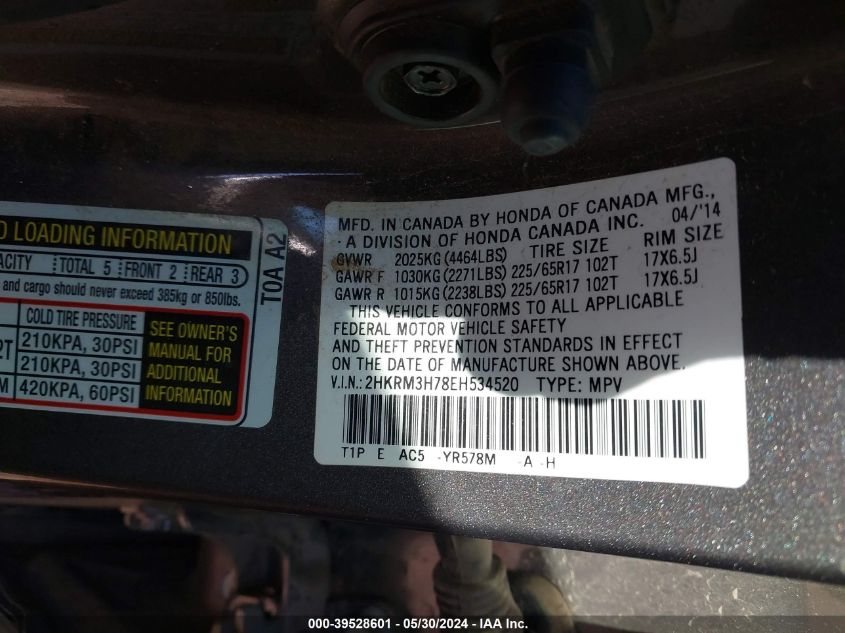 D LOADING INFORMATION
ACITY TOTAL 5 FRONT 2 REAR 3
and cargo should never exceed 385kg or 850lbs.
COLD TIRE PRESSURE
2T 210KPA, 30PSI
210KPA, 30PSI
M 420KPA, 60PSI
SEE OWNER'S
MANUAL FOR
ADDITIONAL
INFORMATION
TOA A2
MFD. IN CANADA BY HONDA OF CANADA MFG.,
· A DIVISION OF HONDA CANADA INC. 04/'14
GVWR 2025KG (4464LBS) TIRE SIZE RIM SIZE
GAWR F 1030KG (2271LBS) 225/65R17 102T 17X6.5J
GAWR R 1015KG (2238LBS) 225/65R17 102T 17X6.5J
THIS VEHICLE CONFORMS TO ALL APPLICABLE
FEDERAL MOTOR VEHICLE SAFETY
AND THEFT PREVENTION STANDARDS IN EFFECT
ON THE DATE OF MANUFACTURE SHOWN ABOVE.
V.I.N.: 2HKRM3H78EH534520 TYPE: MPV
T1P E AC5 -YR578M -A -H
000-39528601 - 05/30/2024 - IAA Inc.